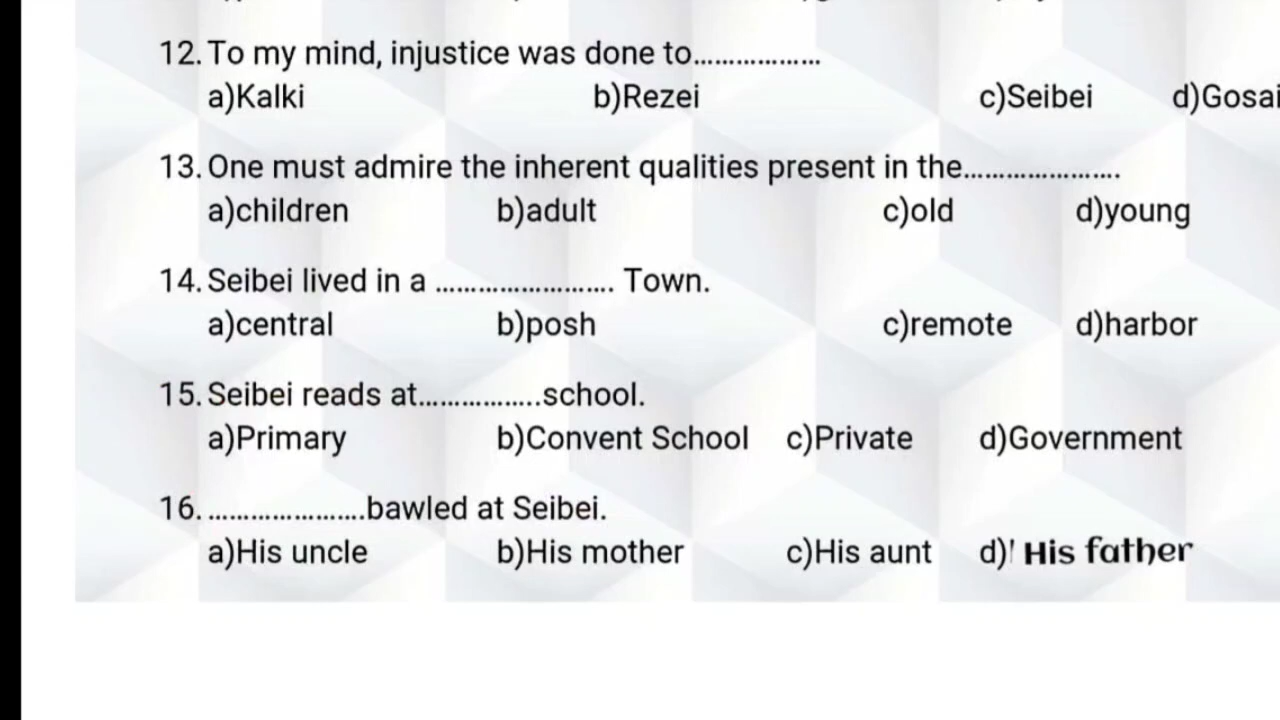 12. To my mind, injustice was done to..................
a)Kalki b)Rezei c)Seibei d)Gosai
13. One must admire the inherent qualities present in the......................
a)children b)adult c)old d)young
14. Seibei lived in a ......................... Town.
a)central b)posh c)remote d)harbor
15. Seibei reads at.................school.
a)Primary b)Convent School c)Private d)Government
16. ......................bawled at Seibei.
a)His uncle b)His mother c)His aunt d)' His father